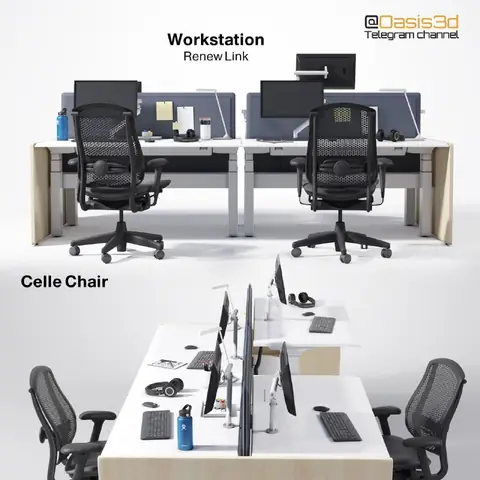 @Oasis3d
Telegram channel
Workstation
Renew Link
Celle Chair